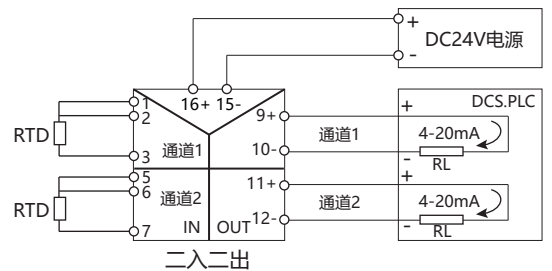 +
DC24V电源
-
16+ 15-
1
2
RTD
3
通道1
9+
10-
通道1
+
DCS.PLC
4-20mA
-
RL
5
6
RTD
7
通道2
IN
OUT
11+
12-
通道2
+
4-20mA
-
RL
二入二出